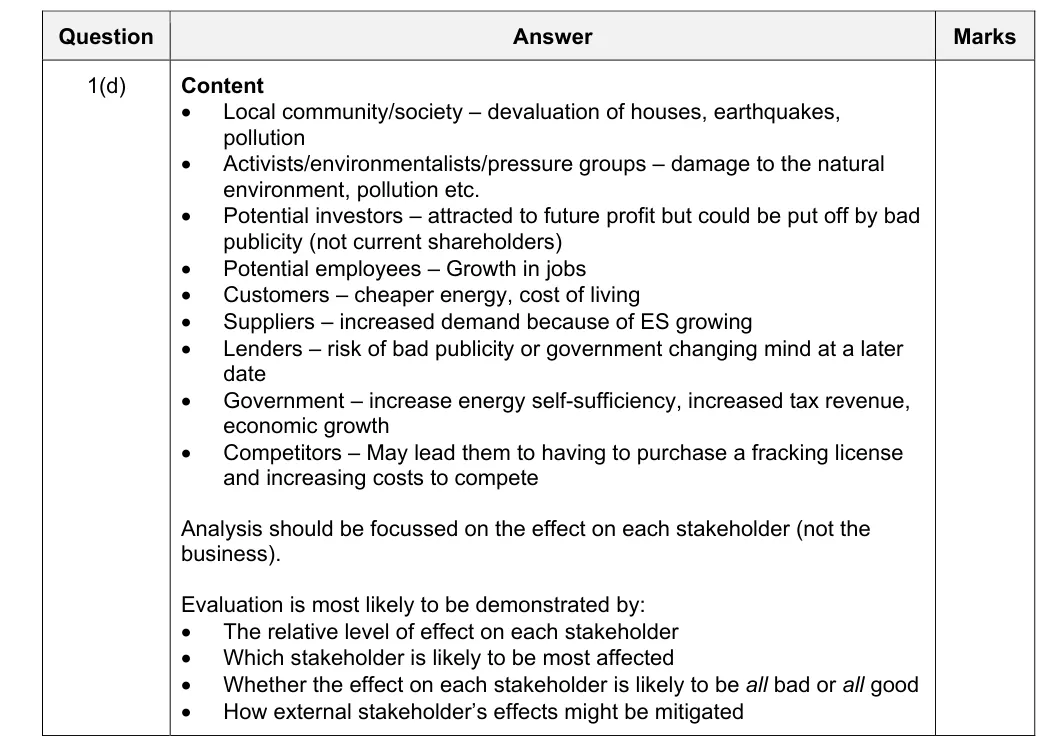 Question Answer Marks
1(d) Content
• Local community/society – devaluation of houses, earthquakes,
pollution
• Activists/environmentalists/pressure groups – damage to the natural
environment, pollution etc.
• Potential investors – attracted to future profit but could be put off by bad
publicity (not current shareholders)
• Potential employees – Growth in jobs
• Customers – cheaper energy, cost of living
• Suppliers – increased demand because of ES growing
• Lenders – risk of bad publicity or government changing mind at a later
date
• Government – increase energy self-sufficiency, increased tax revenue,
economic growth
• Competitors – May lead them to having to purchase a fracking license
and increasing costs to compete
Analysis should be focussed on the effect on each stakeholder (not the
business).
Evaluation is most likely to be demonstrated by:
• The relative level of effect on each stakeholder
• Which stakeholder is likely to be most affected
• Whether the effect on each stakeholder is likely to be all bad or all good
• How external stakeholder’s effects might be mitigated